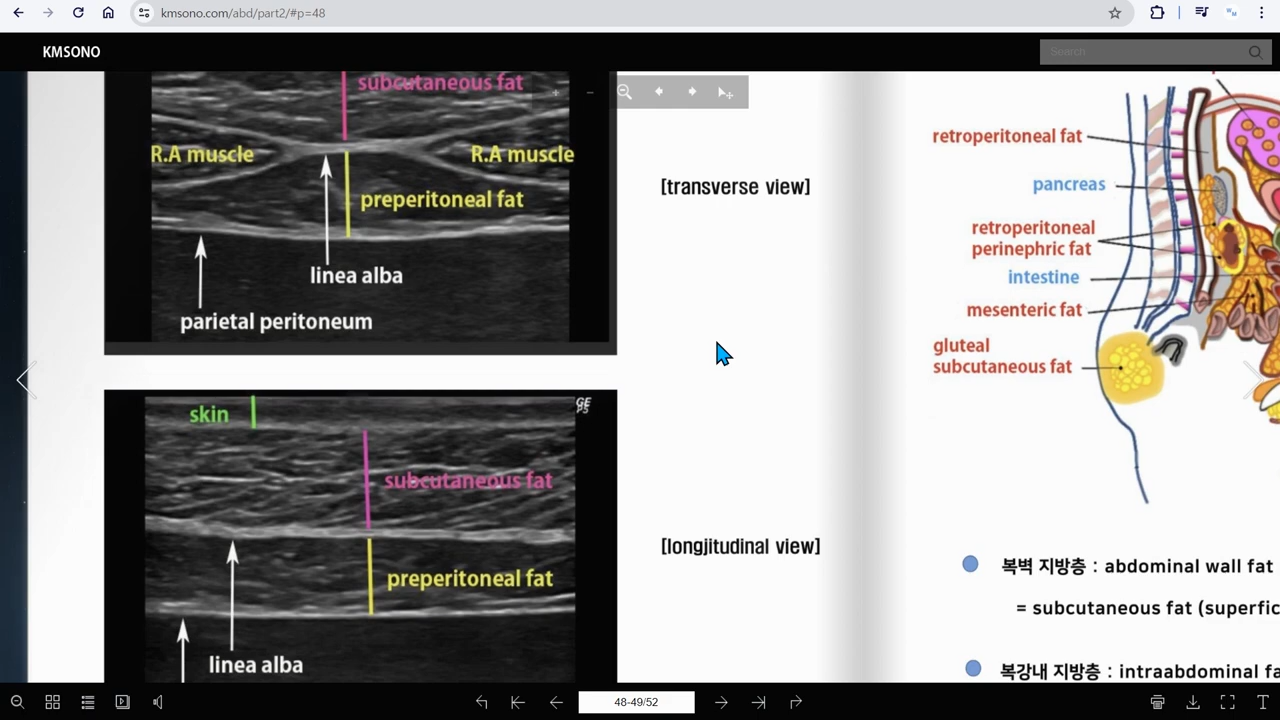 kmsono.com/abd/part2/#p=48
KMSONO
Search
subcutaneous fat
R.A muscle
R.A muscle
preperitoneal fat
linea alba
parietal peritoneum
[transverse view]
skin
GE
P5
subcutaneous fat
preperitoneal fat
linea alba
[longjitudinal view]
retroperitoneal fat
pancreas
retroperitoneal
perinephric fat
intestine
mesenteric fat
gluteal
subcutaneous fat
복벽 지방층 : abdominal wall fat
= subcutaneous fat (superfic
복강내 지방층 : intraabdominal fa
48-49/52